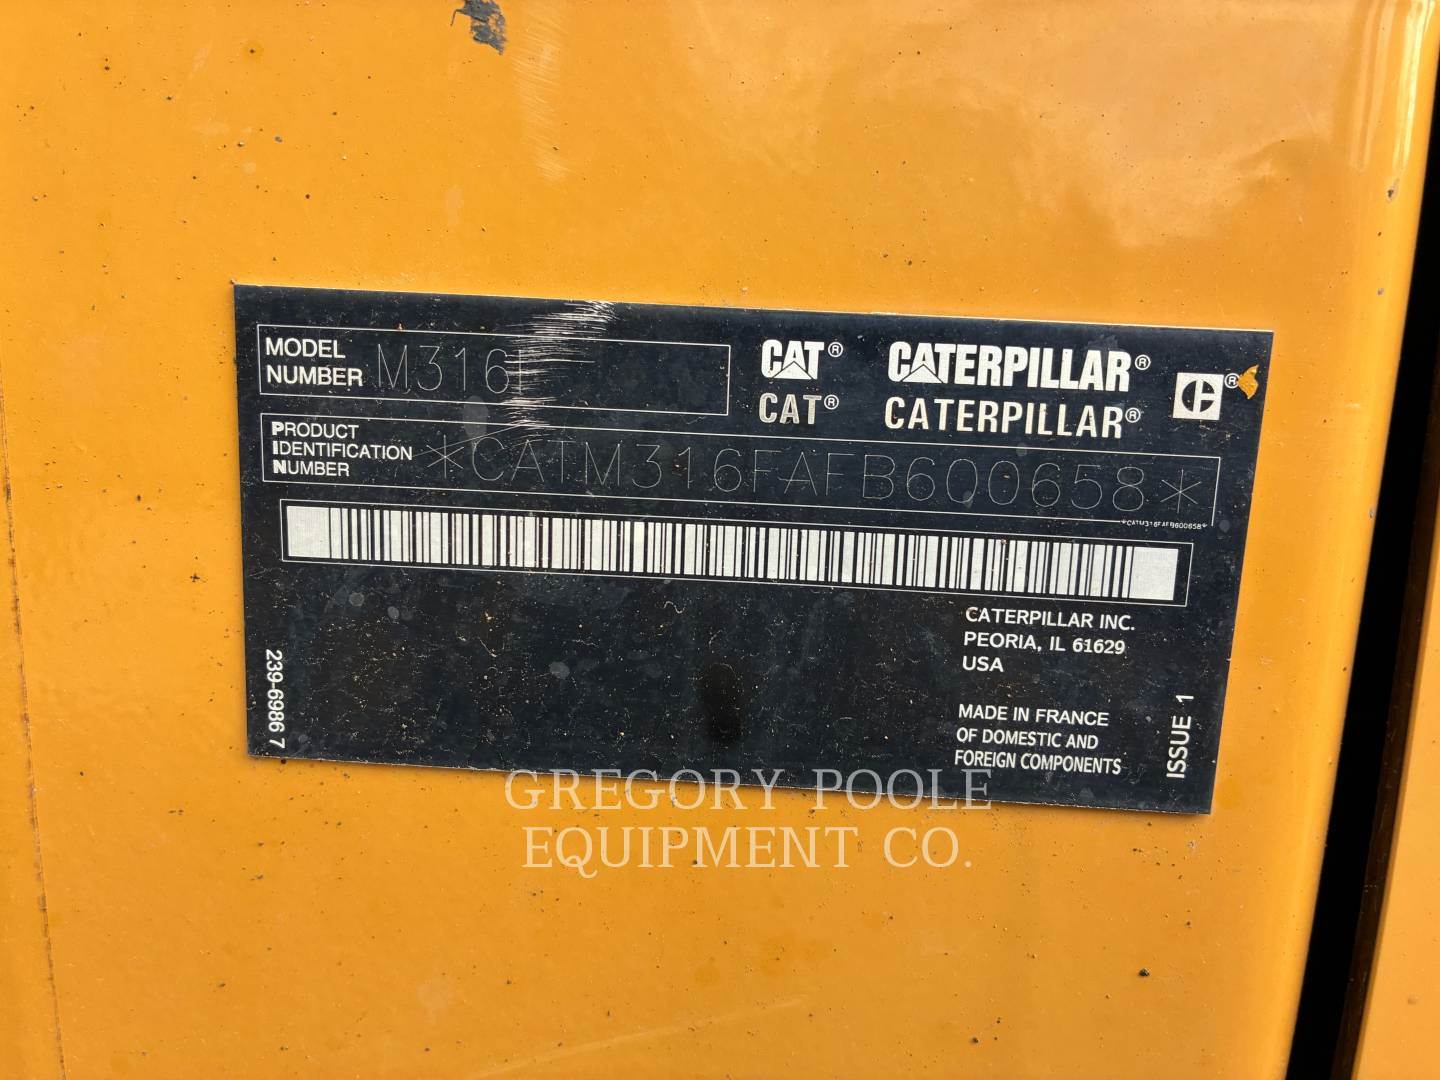 MODEL
NUMBER M316F
CAT® CATERPILLAR®
CAT® CATERPILLAR®
C®
PRODUCT
IDENTIFICATION
NUMBER
*CATM316FAFB600658*
*CATM316FAFB600658*
CATERPILLAR INC.
PEORIA, IL 61629
USA
MADE IN FRANCE
OF DOMESTIC AND
FOREIGN COMPONENTS
239-6986 7
ISSUE 1
GREGORY POOLE
EQUIPMENT CO.